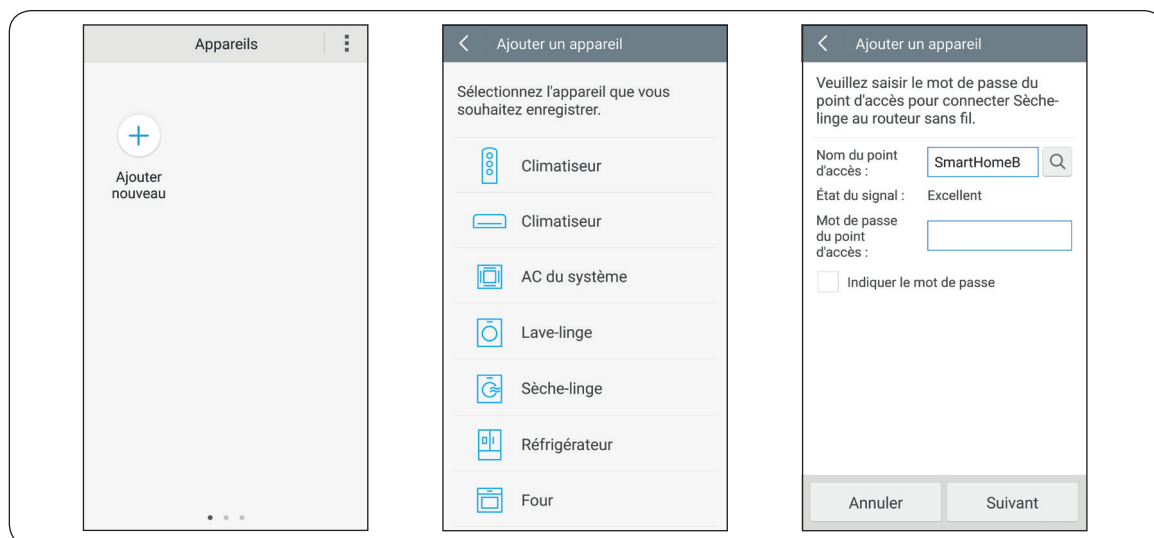 Appareils
Ajouter
nouveau
Ajouter un appareil
Sélectionnez l'appareil que vous
souhaitez enregistrer.
Climatiseur
Climatiseur
AC du système
Lave-linge
Sèche-linge
Réfrigérateur
Four
Ajouter un appareil
Veuillez saisir le mot de passe du
point d'accès pour connecter Sèche-
linge au routeur sans fil.
Nom du point
d'accès :
SmartHomeB
État du signal :
Excellent
Mot de passe
du point
d'accès :
Indiquer le mot de passe
Annuler
Suivant